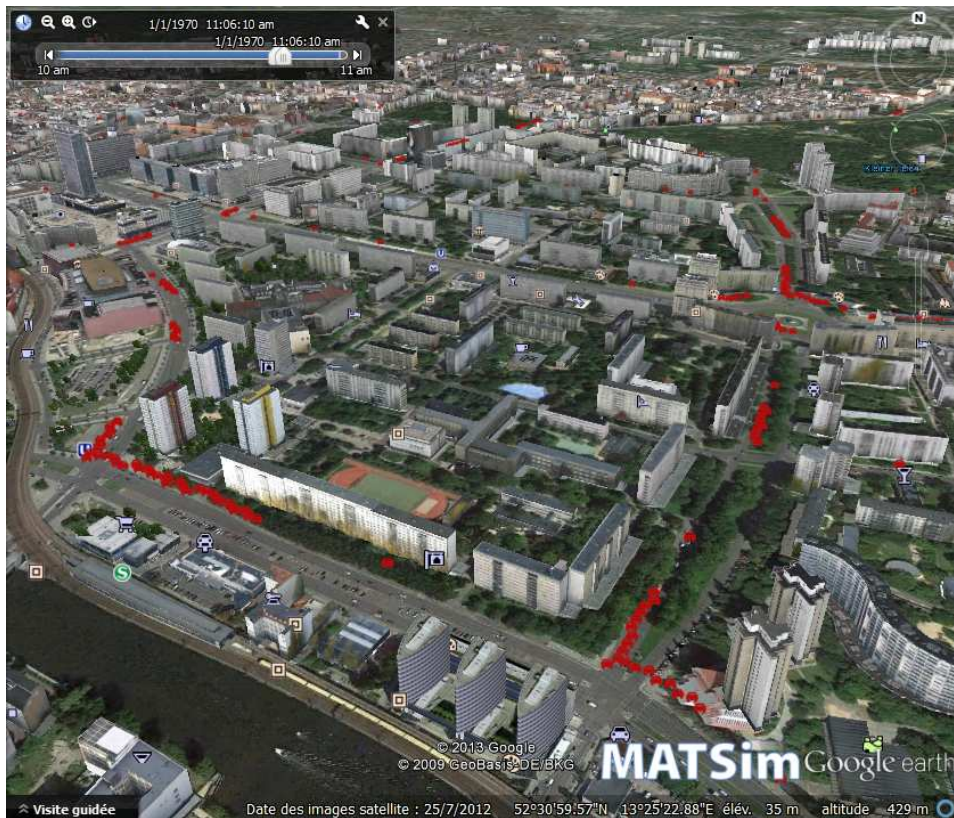 1/1/1970 11:06:10 am
1/1/1970 11:06:10 am
10 am
11 am
N
U
S
© 2013 Google
© 2009 GeoBasis-DE/BKG
MATSim Google earth
Visite guidée
Date des images satellite : 25/7/2012 52°30'59.57"N 13°25'22.88"E élév. 35 m altitude 429 m